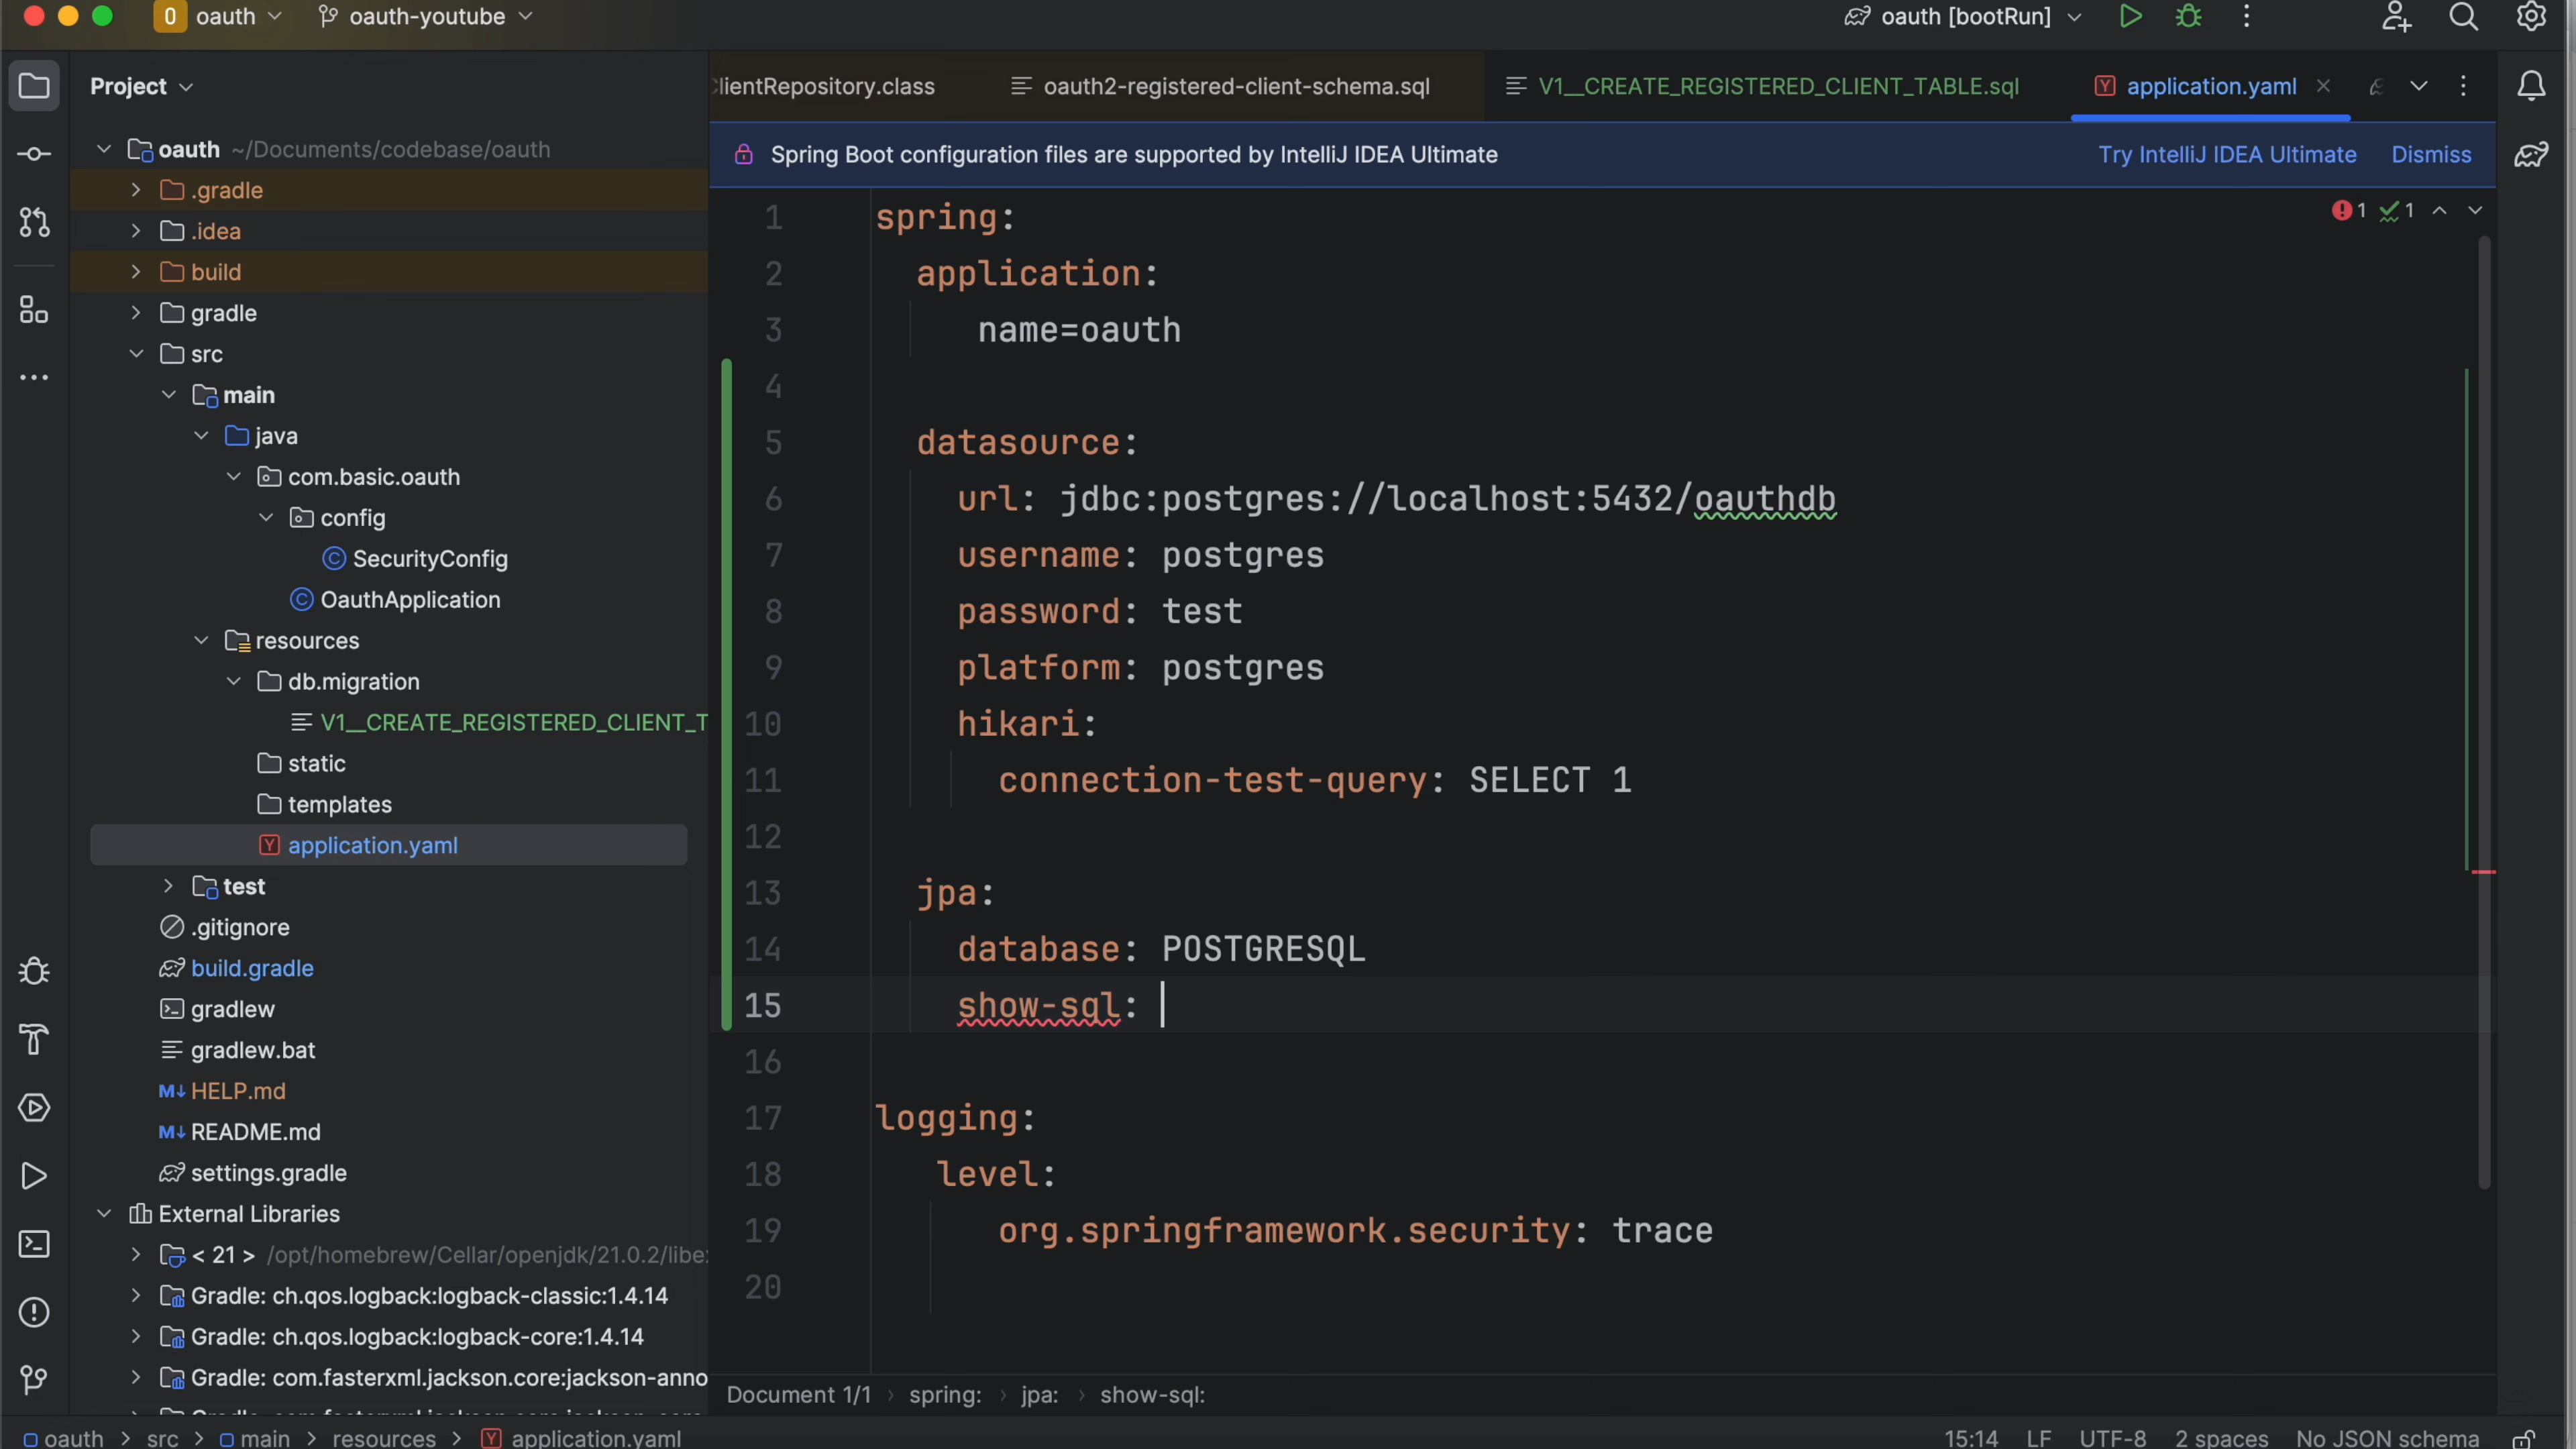 O oauth oauth-youtube oauth [bootRun]
Project
oauth ~/Documents/codebase/oauth
.gradle
.idea
build
gradle
src
main
java
com.basic.oauth
config
SecurityConfig
OauthApplication
resources
db.migration
V1__CREATE_REGISTERED_CLIENT_T
static
templates
application.yaml
test
.gitignore
build.gradle
gradlew
gradlew.bat
M↓ HELP.md
M↓ README.md
settings.gradle
External Libraries
< 21 > /opt/homebrew/Cellar/openjdk/21.0.2/libe
Gradle: ch.qos.logback:logback-classic:1.4.14
Gradle: ch.qos.logback:logback-core:1.4.14
Gradle: com.fasterxml.jackson.core:jackson-anno
lientRepository.class oauth2-registered-client-schema.sql V1__CREATE_REGISTERED_CLIENT_TABLE.sql Y application.yaml
Spring Boot configuration files are supported by IntelliJ IDEA Ultimate Try IntelliJ IDEA Ultimate Dismiss
1 1
1 spring:
2 application:
3 name=oauth
4
5 datasource:
6 url: jdbc:postgres://localhost:5432/oauthdb
7 username: postgres
8 password: test
9 platform: postgres
10 hikari:
11 connection-test-query: SELECT 1
12
13 jpa:
14 database: POSTGRESQL
15 show-sql:
16
17 logging:
18 level:
19 org.springframework.security: trace
20
Document 1/1 › spring: › jpa: › show-sql:
oauth > src > main > resources > Y application.yaml 15:14 LF UTF-8 2 spaces No JSON schema